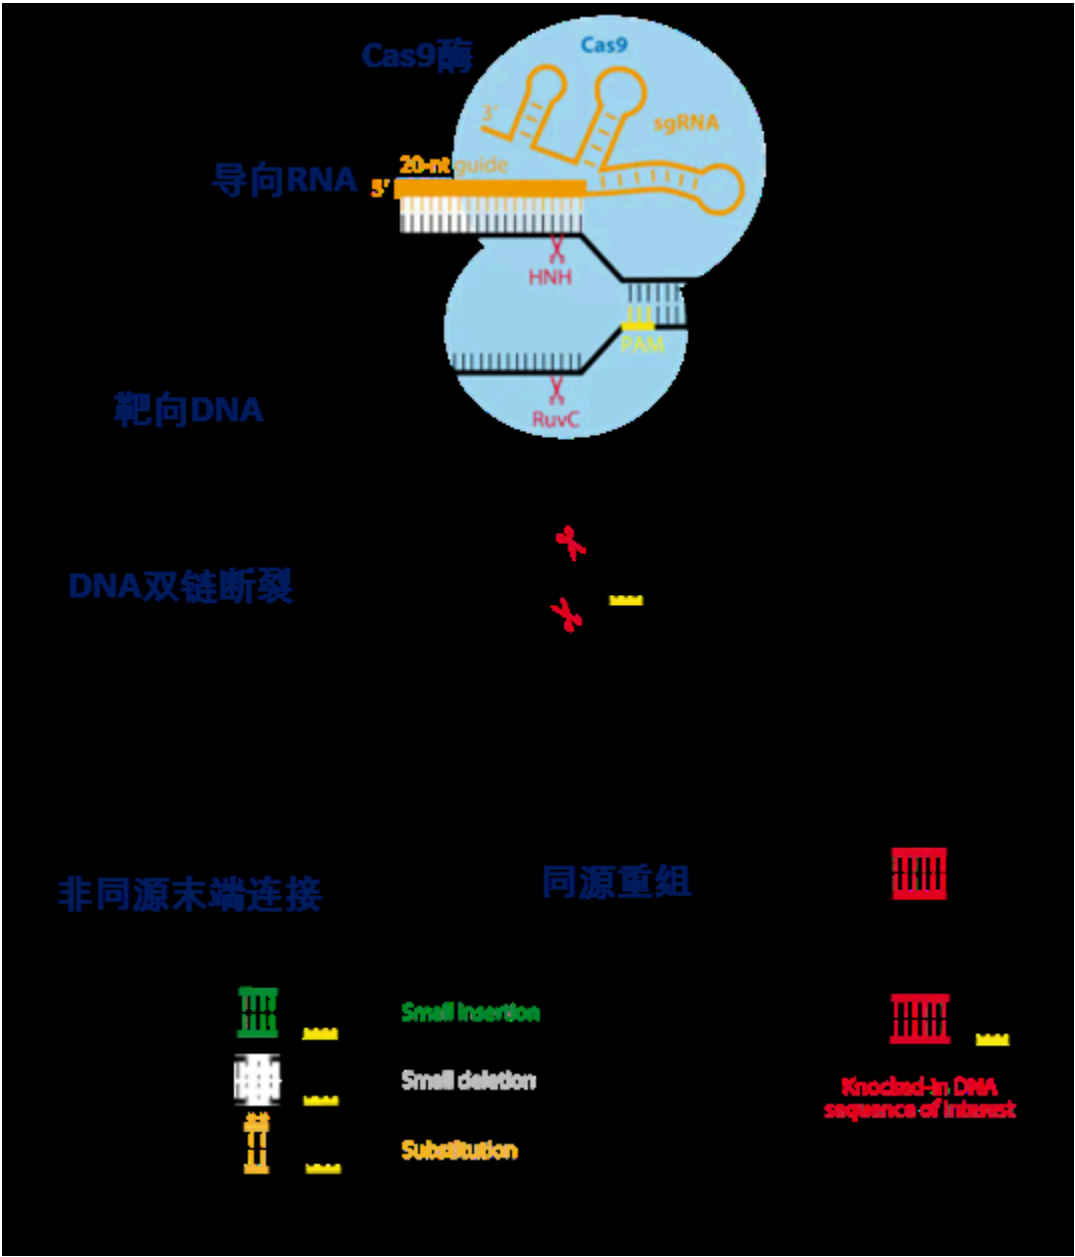 Cas9酶
Cas9
3'
sgRNA
20-nt guide
导向RNA
5'
HNH
PAM
靶向DNA
RuvC
DNA双链断裂
非同源末端连接
同源重组
Small insertion
Small deletion
Knocked-in DNA
sequence of interest
Substitution